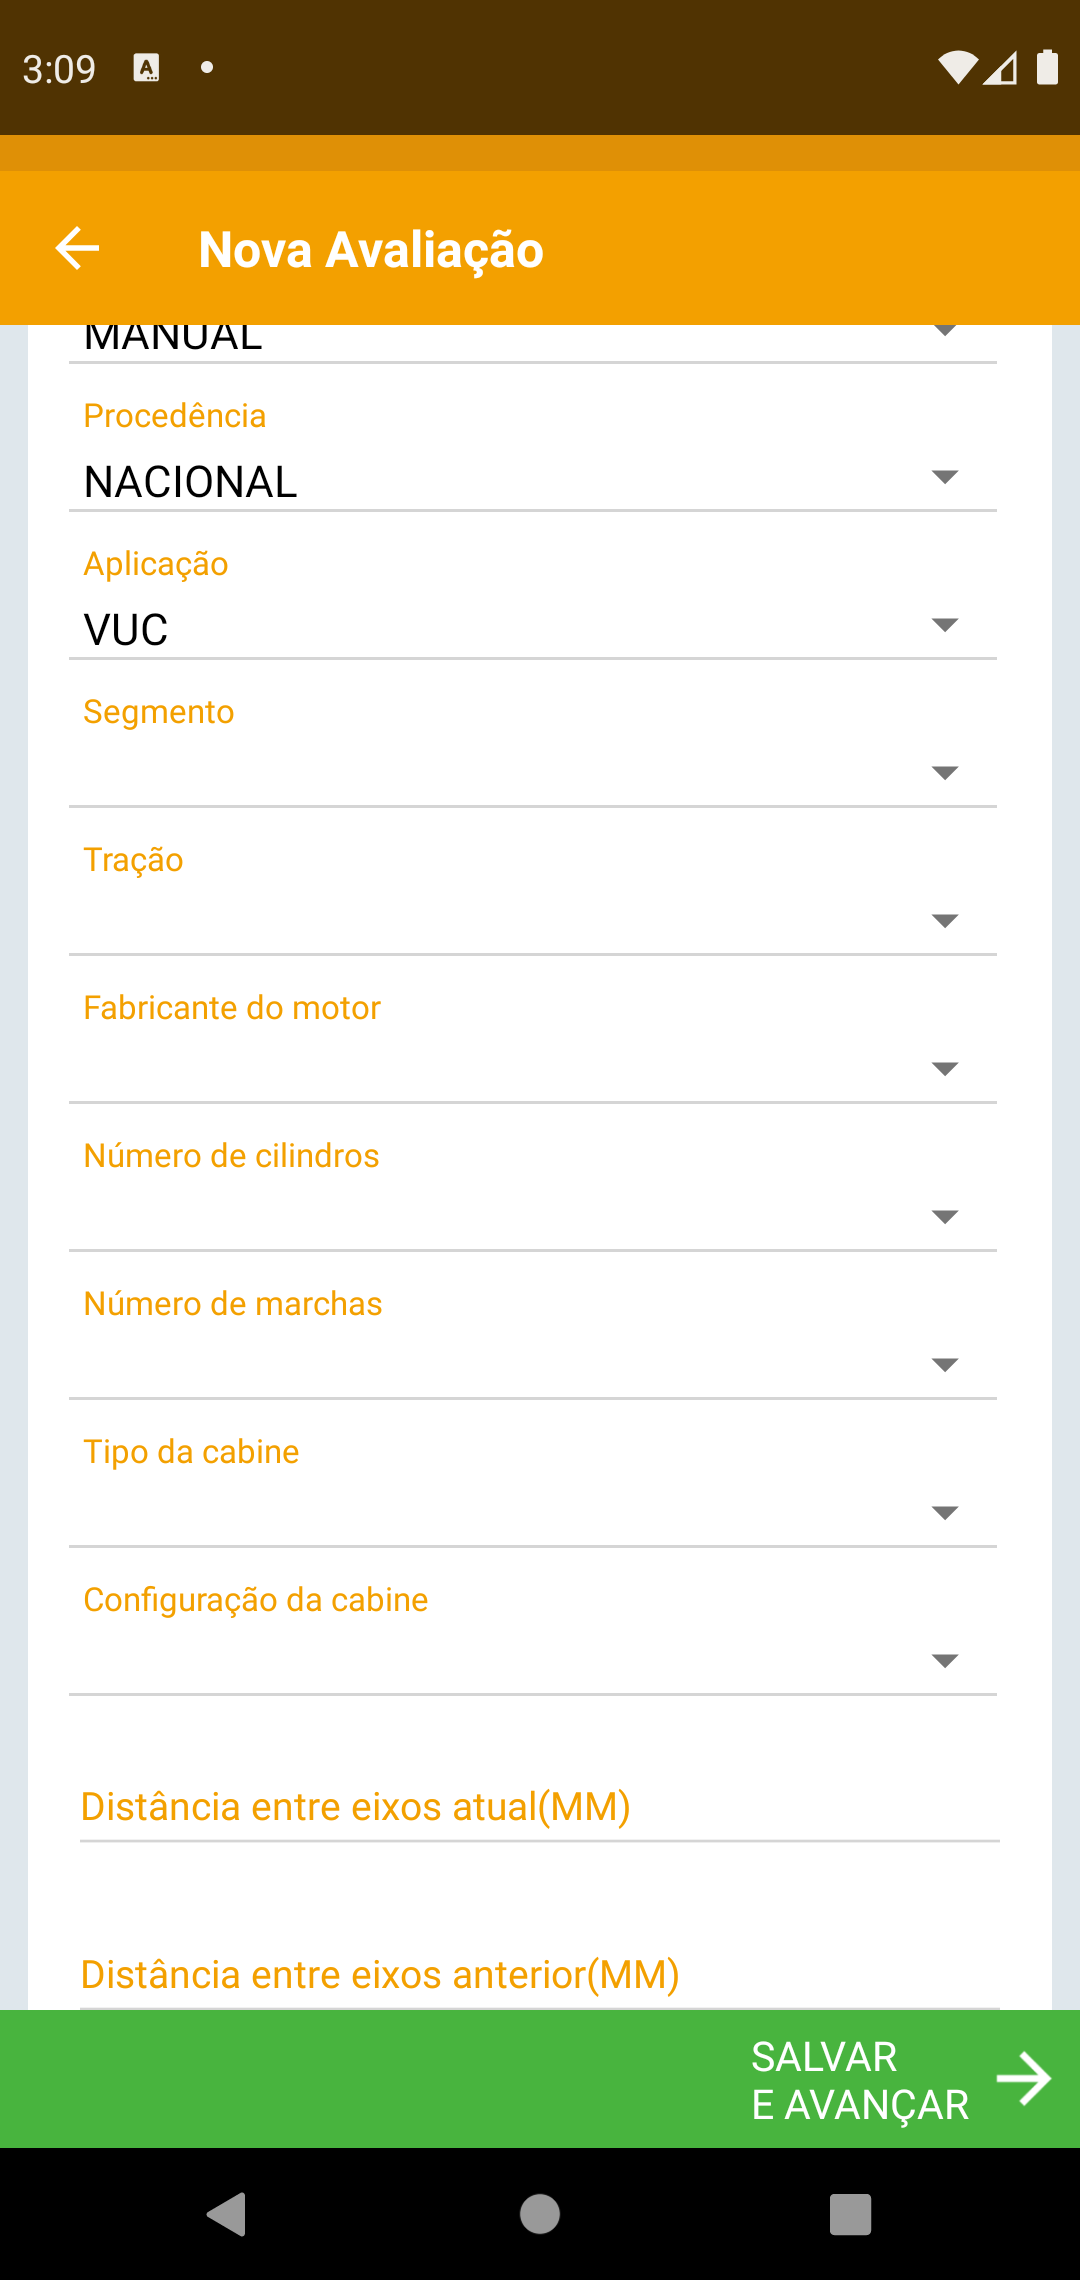 3:09
Nova Avaliação
MANUAL
Procedência
NACIONAL
Aplicação
VUC
Segmento
Tração
Fabricante do motor
Número de cilindros
Número de marchas
Tipo da cabine
Configuração da cabine
Distância entre eixos atual(MM)
Distância entre eixos anterior(MM)
SALVAR
E AVANÇAR